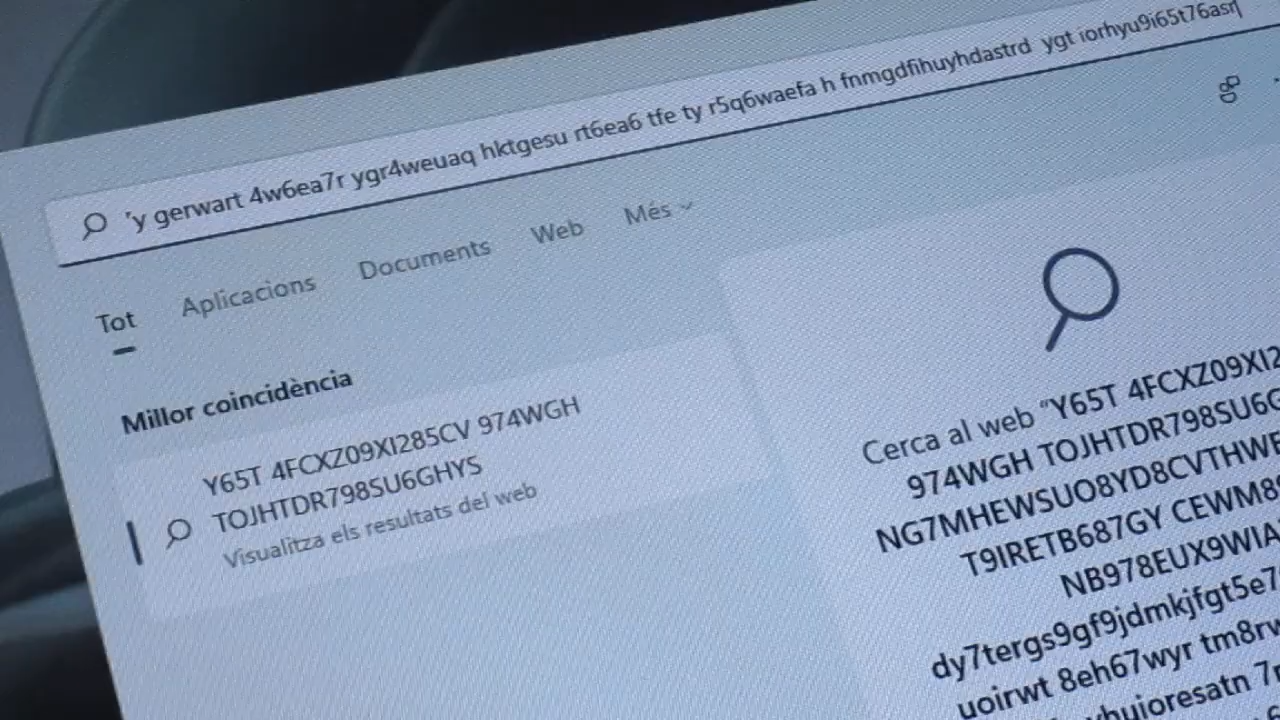 'y gerwart 4w6ea7r ygr4weuaq hktgesu rt6ea6 tfe ty r5q6waefa h fnmgdfihuyhdastrd ygt iorhyu9i65t76asr
Tot Aplicacions Documents Web Més
Millor coincidència
Y65T 4FCXZ09XI285CV 974WGH
TOJHTDR798SU6GHYS
Visualitza els resultats del web
Cerca al web "Y65T 4FCXZ09XI2
974WGH TOJHTDR798SU6G
NG7MHEWSUO8YD8CVTHWE
T9IRETB687GY CEWM89
NB978EUX9WIA
dy7tergs9gf9jdmkjfgt5e7
uoirwt 8eh67wyr tm8rw